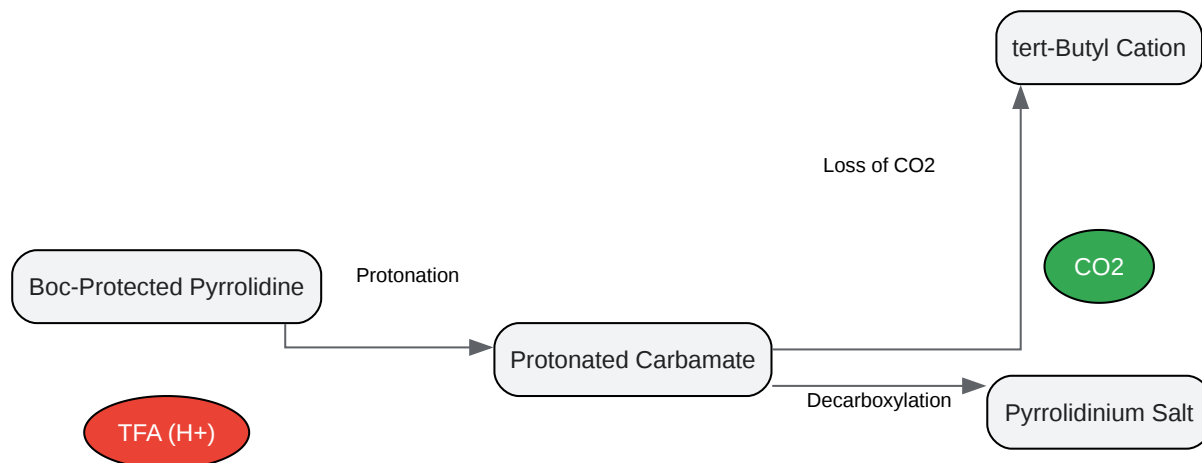 tert-Butyl Cation
Loss of CO2
CO2
Boc-Protected Pyrrolidine
Protonation
Protonated Carbamate
Decarboxylation
Pyrrolidinium Salt
TFA (H+)